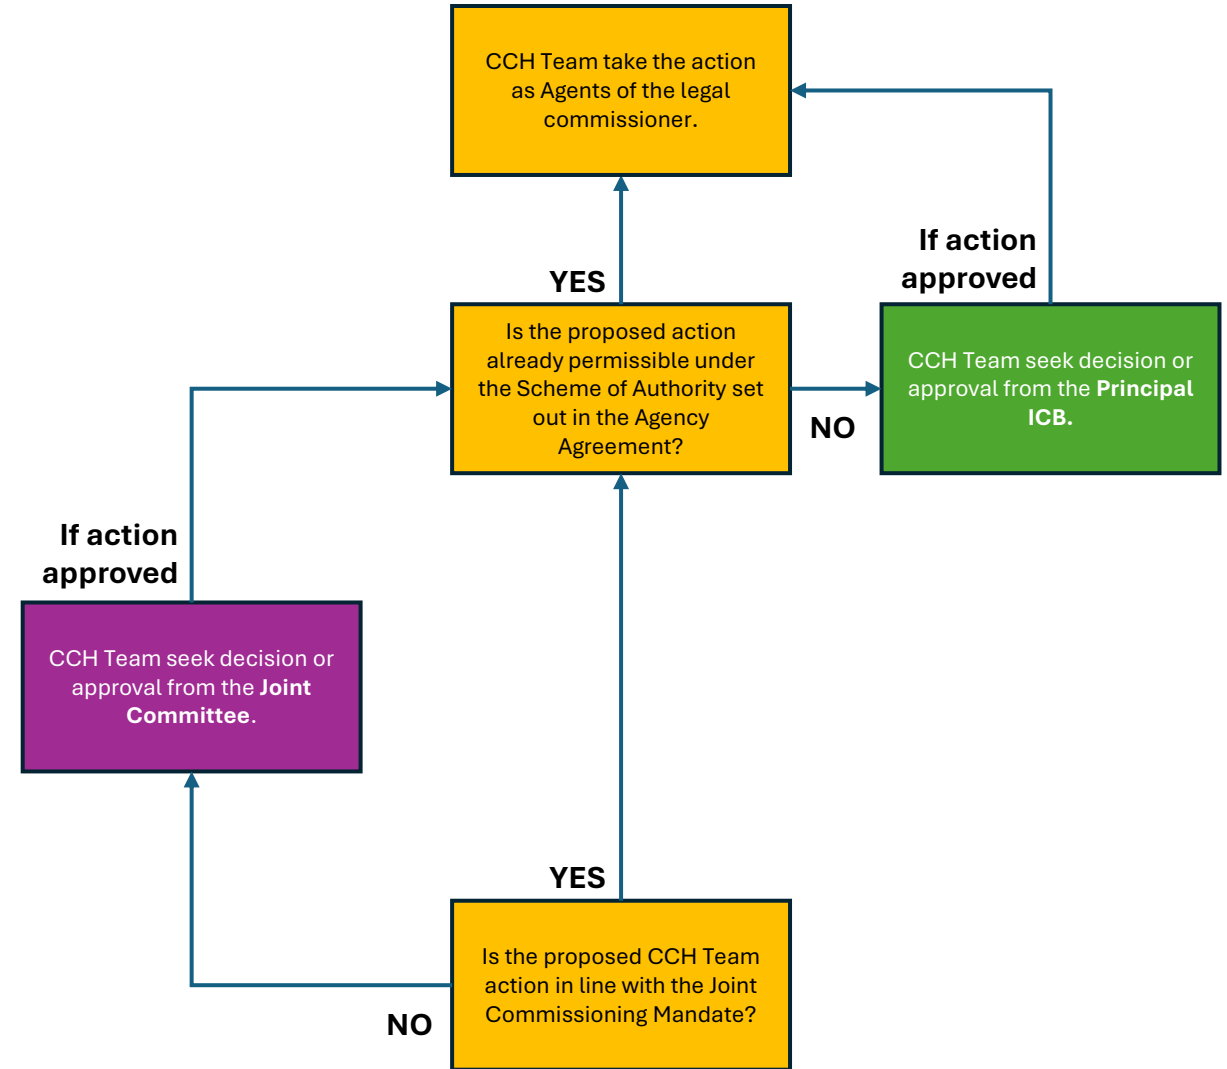 CCH Team take the action
as Agents of the legal
commissioner.
If action
approved
YES
Is the proposed action
already permissible under
the Scheme of Authority set
out in the Agency
Agreement?
NO
CCH Team seek decision or
approval from the Principal
ICB.
If action
approved
CCH Team seek decision or
approval from the Joint
Committee.
YES
Is the proposed CCH Team
action in line with the Joint
Commissioning Mandate?
NO